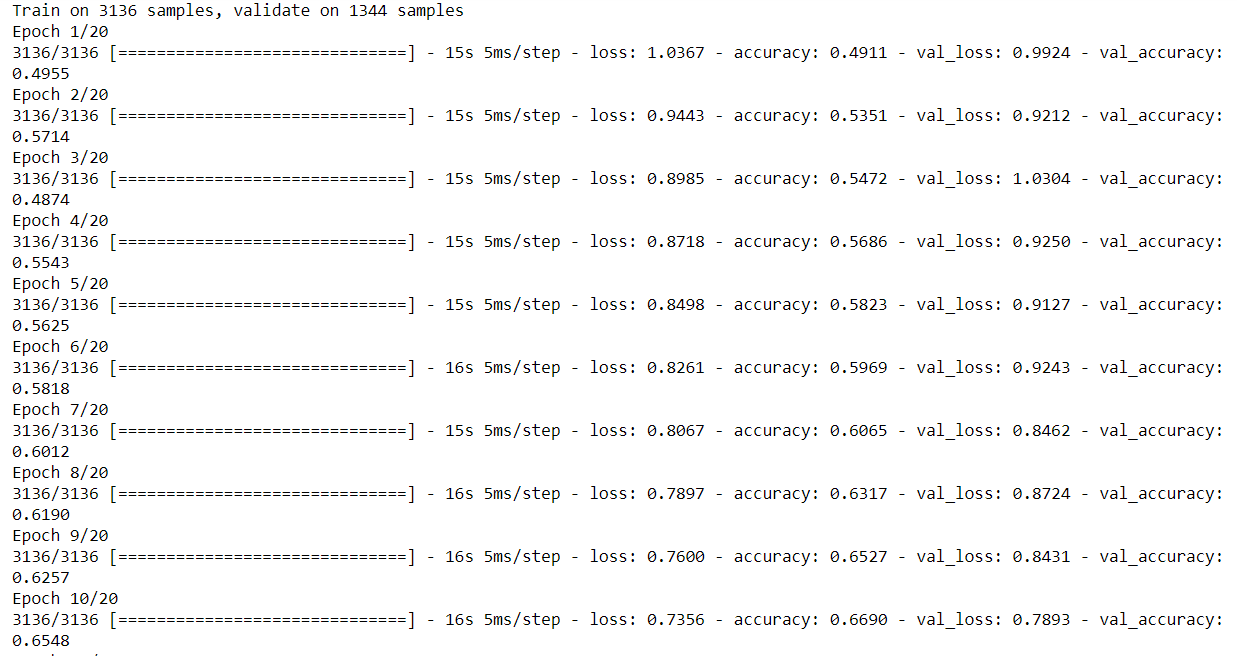 Train on 3136 samples, validate on 1344 samples
Epoch 1/20
3136/3136 [==============================] - 15s 5ms/step - loss: 1.0367 - accuracy: 0.4911 - val_loss: 0.9924 - val_accuracy:
0.4955
Epoch 2/20
3136/3136 [==============================] - 15s 5ms/step - loss: 0.9443 - accuracy: 0.5351 - val_loss: 0.9212 - val_accuracy:
0.5714
Epoch 3/20
3136/3136 [==============================] - 15s 5ms/step - loss: 0.8985 - accuracy: 0.5472 - val_loss: 1.0304 - val_accuracy:
0.4874
Epoch 4/20
3136/3136 [==============================] - 15s 5ms/step - loss: 0.8718 - accuracy: 0.5686 - val_loss: 0.9250 - val_accuracy:
0.5543
Epoch 5/20
3136/3136 [==============================] - 15s 5ms/step - loss: 0.8498 - accuracy: 0.5823 - val_loss: 0.9127 - val_accuracy:
0.5625
Epoch 6/20
3136/3136 [==============================] - 16s 5ms/step - loss: 0.8261 - accuracy: 0.5969 - val_loss: 0.9243 - val_accuracy:
0.5818
Epoch 7/20
3136/3136 [==============================] - 15s 5ms/step - loss: 0.8067 - accuracy: 0.6065 - val_loss: 0.8462 - val_accuracy:
0.6012
Epoch 8/20
3136/3136 [==============================] - 16s 5ms/step - loss: 0.7897 - accuracy: 0.6317 - val_loss: 0.8724 - val_accuracy:
0.6190
Epoch 9/20
3136/3136 [==============================] - 16s 5ms/step - loss: 0.7600 - accuracy: 0.6527 - val_loss: 0.8431 - val_accuracy:
0.6257
Epoch 10/20
3136/3136 [==============================] - 16s 5ms/step - loss: 0.7356 - accuracy: 0.6690 - val_loss: 0.7893 - val_accuracy:
0.6548